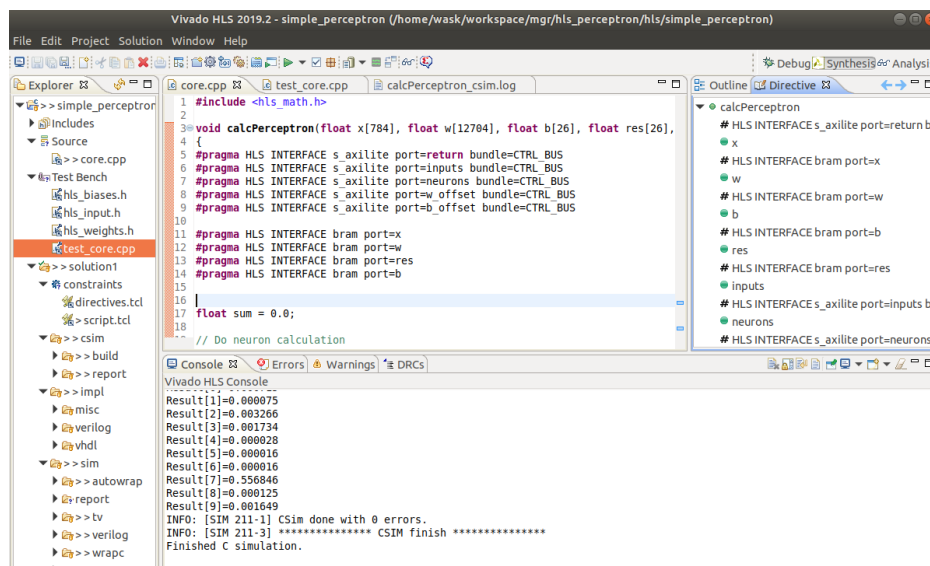 Vivado HLS 2019.2 - simple_perceptron (/home/wask/workspace/mgr/hls_perceptron/hls/simple_perceptron)
File Edit Project Solution Window Help
Debug Synthesis Analysi
Explorer
>> simple_perceptron
Includes
Source
>> core.cpp
Test Bench
hls_biases.h
hls_input.h
hls_weights.h
test_core.cpp
>> solution1
constraints
directives.tcl
> script.tcl
>> csim
>> build
>> report
>> impl
misc
verilog
vhdl
>> sim
>> autowrap
report
>> tv
>> verilog
>> wrapc
core.cpp test_core.cpp calcPerceptron_csim.log
1 #include <hls_math.h>
2
3 void calcPerceptron(float x[784], float w[12704], float b[26], float res[26],
4 {
5 #pragma HLS INTERFACE s_axilite port=return bundle=CTRL_BUS
6 #pragma HLS INTERFACE s_axilite port=inputs bundle=CTRL_BUS
7 #pragma HLS INTERFACE s_axilite port=neurons bundle=CTRL_BUS
8 #pragma HLS INTERFACE s_axilite port=w_offset bundle=CTRL_BUS
9 #pragma HLS INTERFACE s_axilite port=b_offset bundle=CTRL_BUS
10
11 #pragma HLS INTERFACE bram port=x
12 #pragma HLS INTERFACE bram port=w
13 #pragma HLS INTERFACE bram port=res
14 #pragma HLS INTERFACE bram port=b
15
16
17 float sum = 0.0;
18
// Do neuron calculation
Outline Directive
calcPerceptron
# HLS INTERFACE s_axilite port=return b
x
# HLS INTERFACE bram port=x
w
# HLS INTERFACE bram port=w
b
# HLS INTERFACE bram port=b
res
# HLS INTERFACE bram port=res
inputs
# HLS INTERFACE s_axilite port=inputs b
neurons
# HLS INTERFACE s_axilite port=neurons
Console Errors Warnings DRCs
Vivado HLS Console
Result[1]=0.000075
Result[2]=0.003266
Result[3]=0.001734
Result[4]=0.000028
Result[5]=0.000016
Result[6]=0.000016
Result[7]=0.556846
Result[8]=0.000125
Result[9]=0.001649
INFO: [SIM 211-1] CSim done with 0 errors.
INFO: [SIM 211-3] *************** CSIM finish ***************
Finished C simulation.